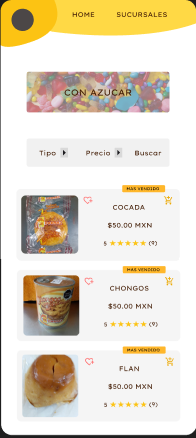 HOME SUCURSALES
CON AZUCAR
Tipo Precio Buscar
MAS VENDIDO
COCADA
$50.00 MXN
5 ★★★★★ (9)
MAS VENDIDO
CHONGOS
$50.00 MXN
5 ★★★★★ (9)
MAS VENDIDO
FLAN
$50.00 MXN
5 ★★★★★ (9)